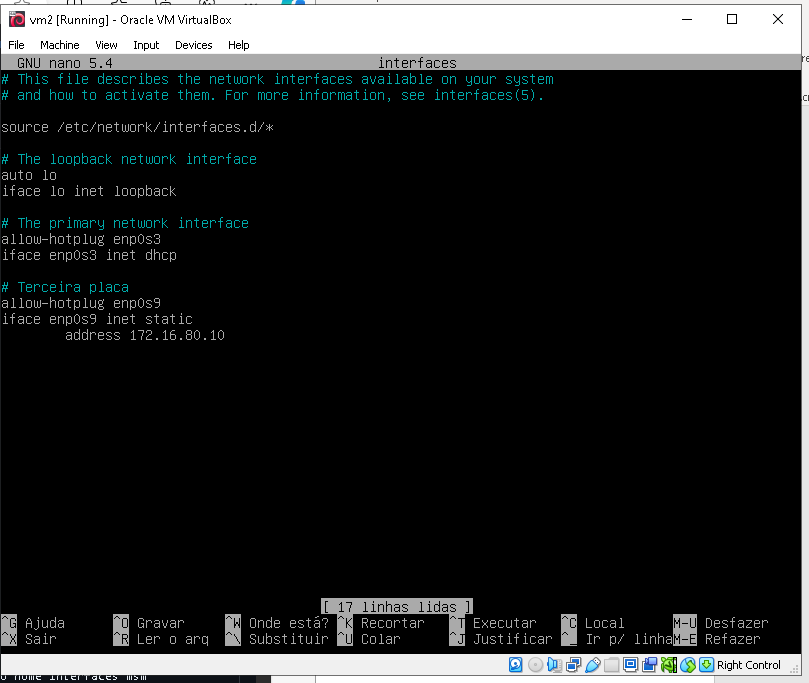 vm2 [Running] - Oracle VM VirtualBox
File Machine View Input Devices Help
GNU nano 5.4 interfaces
# This file describes the network interfaces available on your system
# and how to activate them. For more information, see interfaces(5).
source /etc/network/interfaces.d/*
# The loopback network interface
auto lo
iface lo inet loopback
# The primary network interface
allow-hotplug enp0s3
iface enp0s3 inet dhcp
# Terceira placa
allow-hotplug enp0s9
iface enp0s9 inet static
address 172.16.80.10
[ 17 linhas lidas ]
^G Ajuda ^O Gravar ^W Onde está? ^K Recortar ^T Executar ^C Local M-U Desfazer
^X Sair ^R Ler o arq ^\ Substituir ^U Colar ^J Justificar ^_ Ir p/ linha M-E Refazer
Right Control
o nome interfaces msm